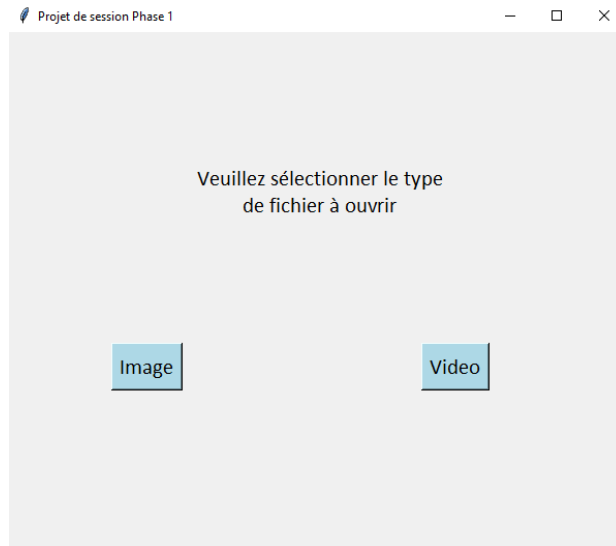 Projet de session Phase 1
Veuillez sélectionner le type
de fichier à ouvrir
Image
Video